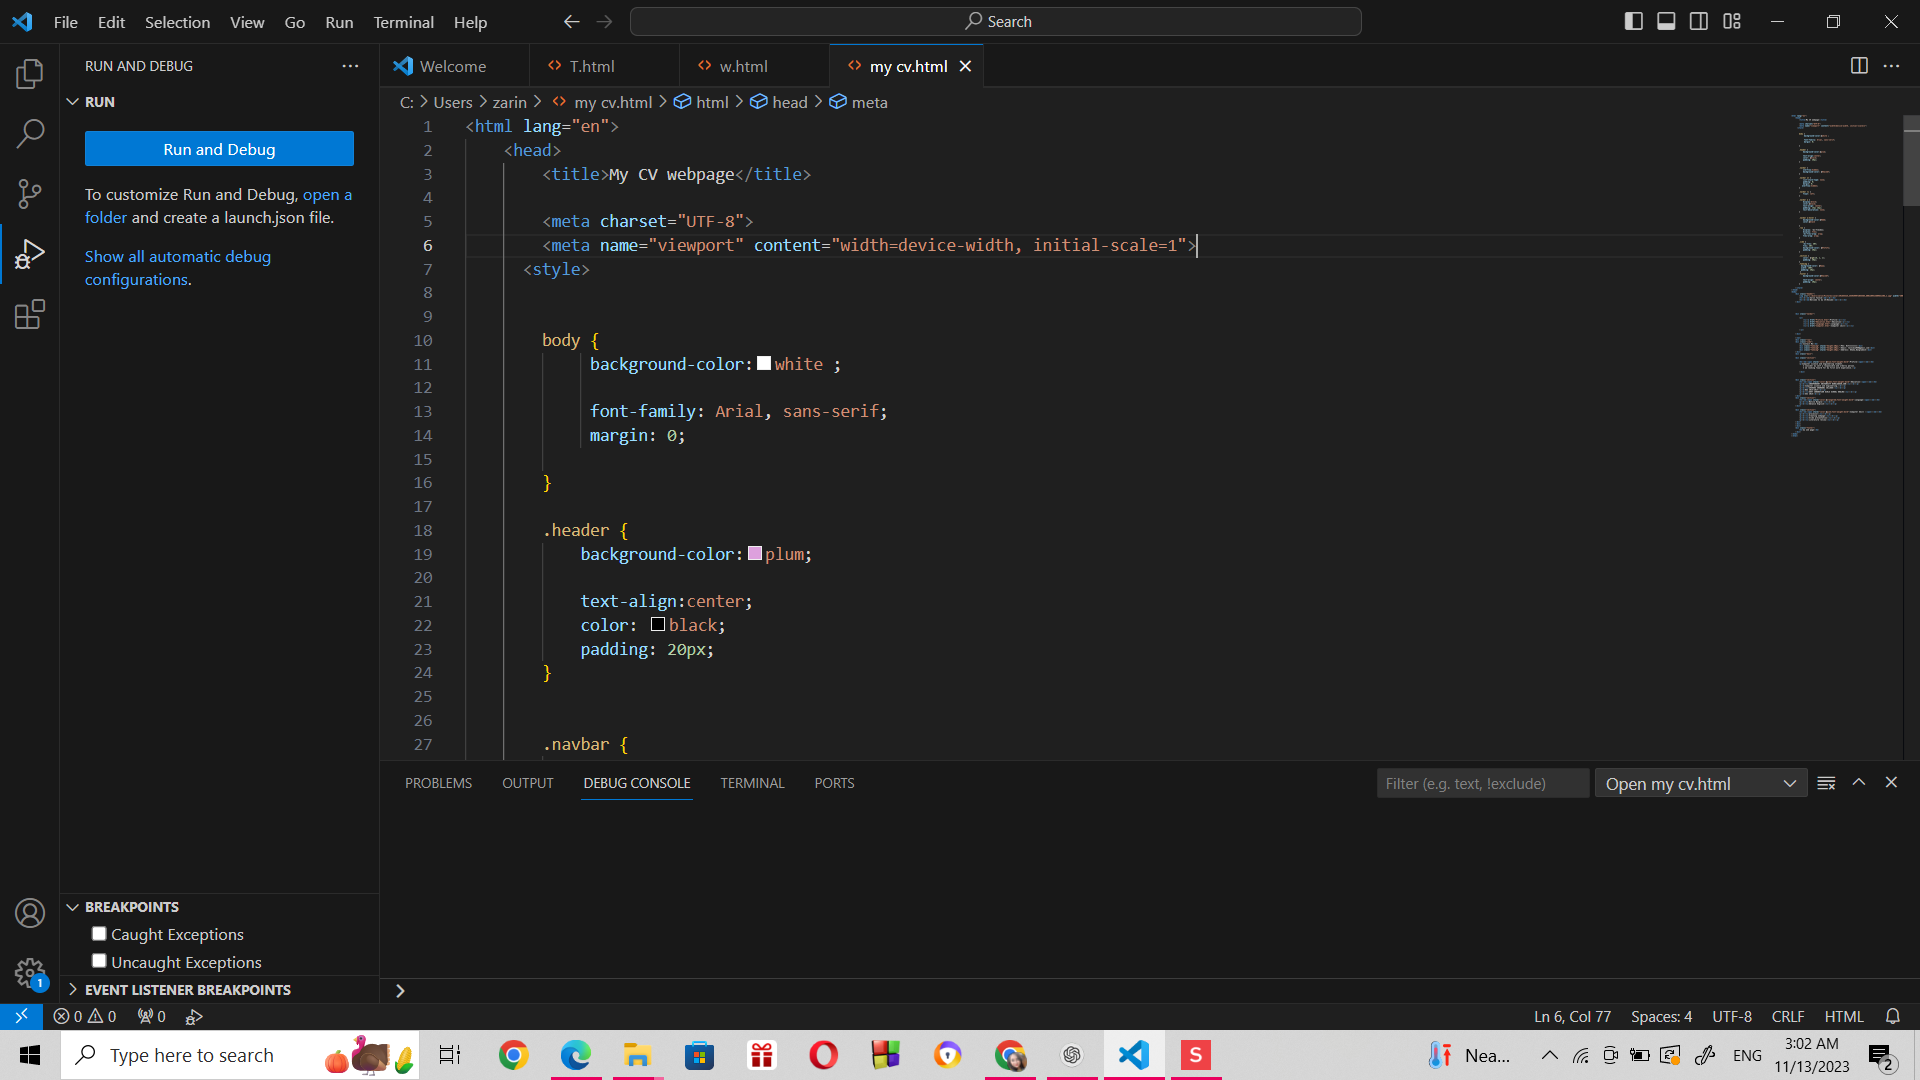 File Edit Selection View Go Run Terminal Help
Search
RUN AND DEBUG
Welcome
T.html
w.html
my cv.html
RUN
C: > Users > zarin > my cv.html > html > head > meta
Run and Debug
To customize Run and Debug, open a
folder and create a launch.json file.
Show all automatic debug
configurations.
1 <html lang="en">
2 <head>
3 <title>My CV webpage</title>
4
5 <meta charset="UTF-8">
6 <meta name="viewport" content="width=device-width, initial-scale=1">
7 <style>
8
9
10 body {
11 background-color: white ;
12
13 font-family: Arial, sans-serif;
14 margin: 0;
15
16 }
17
18 .header {
19 background-color: plum;
20
21 text-align:center;
22 color: black;
23 padding: 20px;
24 }
25
26
27 .navbar {
PROBLEMS OUTPUT DEBUG CONSOLE TERMINAL PORTS
Filter (e.g. text, !exclude)
Open my cv.html
BREAKPOINTS
Caught Exceptions
Uncaught Exceptions
EVENT LISTENER BREAKPOINTS
1
0 0 0
Ln 6, Col 77 Spaces: 4 UTF-8 CRLF HTML
Type here to search
S
Nea...
ENG
3:02 AM
11/13/2023
2